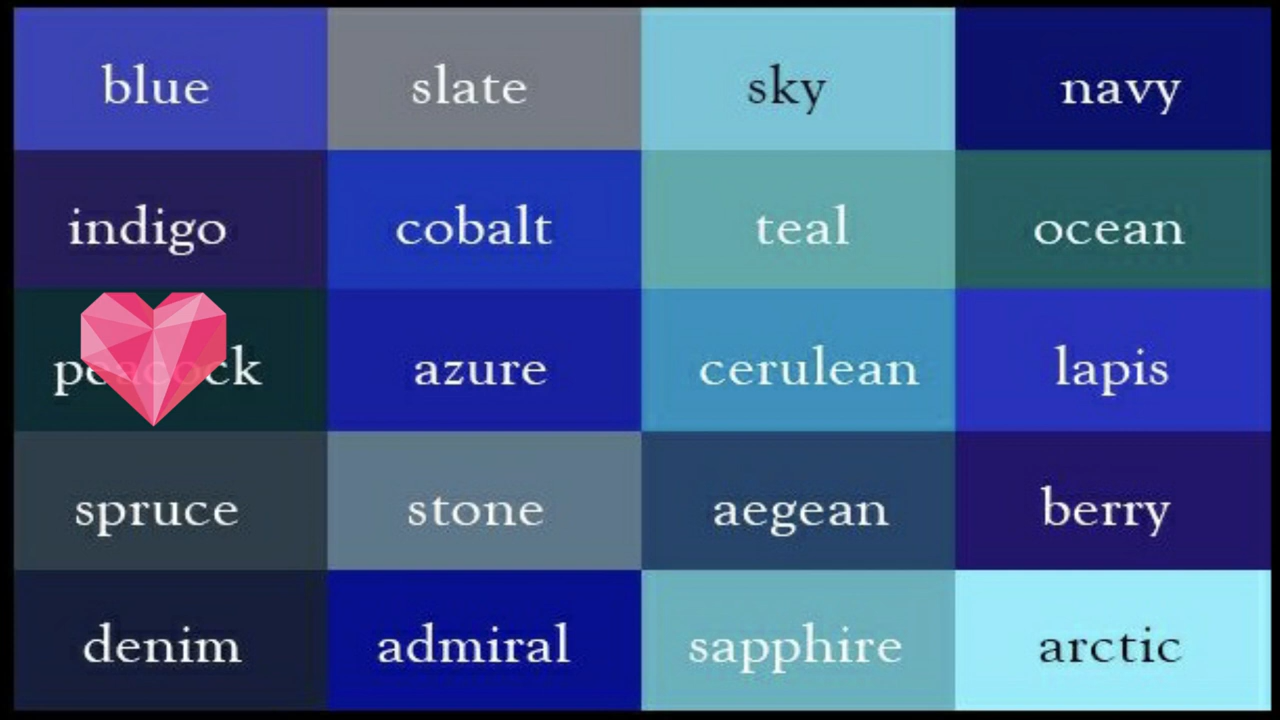 blue slate sky navy
indigo cobalt teal ocean
peacock azure cerulean lapis
spruce stone aegean berry
denim admiral sapphire arctic